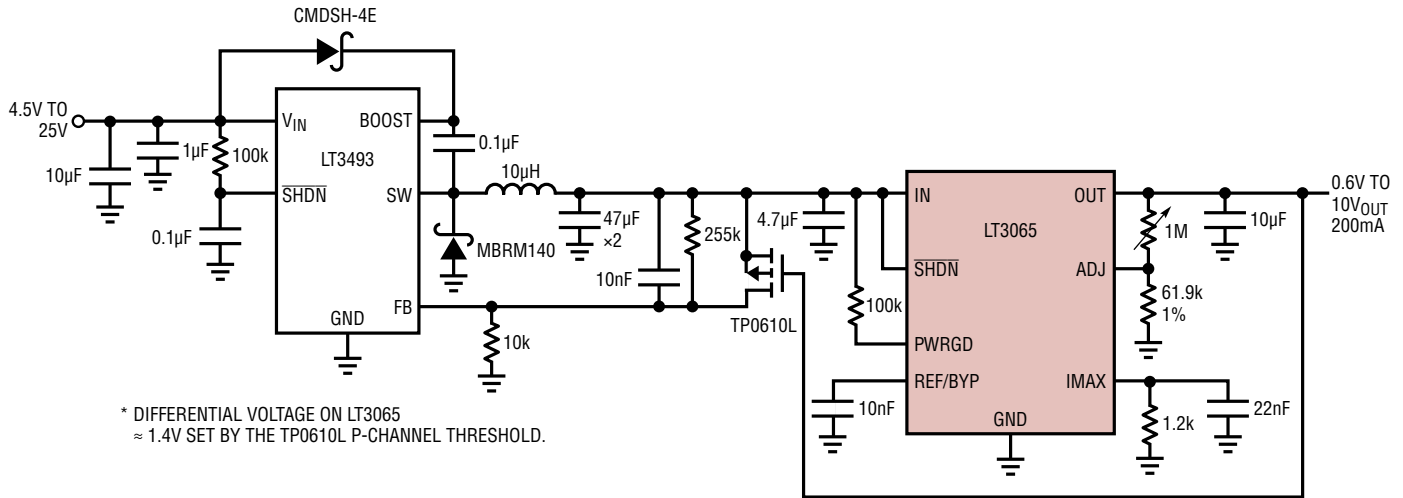 CMDSH-4E
4.5V TO
25V
10µF
1µF
100k
0.1µF
VIN
BOOST
LT3493
SHDN
SW
FB
GND
0.1µF
10µH
MBRM140
10k
47µF
×2
10nF
255k
TP0610L
4.7µF
100k
IN
OUT
LT3065
SHDN
ADJ
PWRGD
REF/BYP
IMAX
GND
10nF
1M
10µF
61.9k
1%
1.2k
22nF
0.6V TO
10VOUT
200mA
* DIFFERENTIAL VOLTAGE ON LT3065
≈ 1.4V SET BY THE TP0610L P-CHANNEL THRESHOLD.